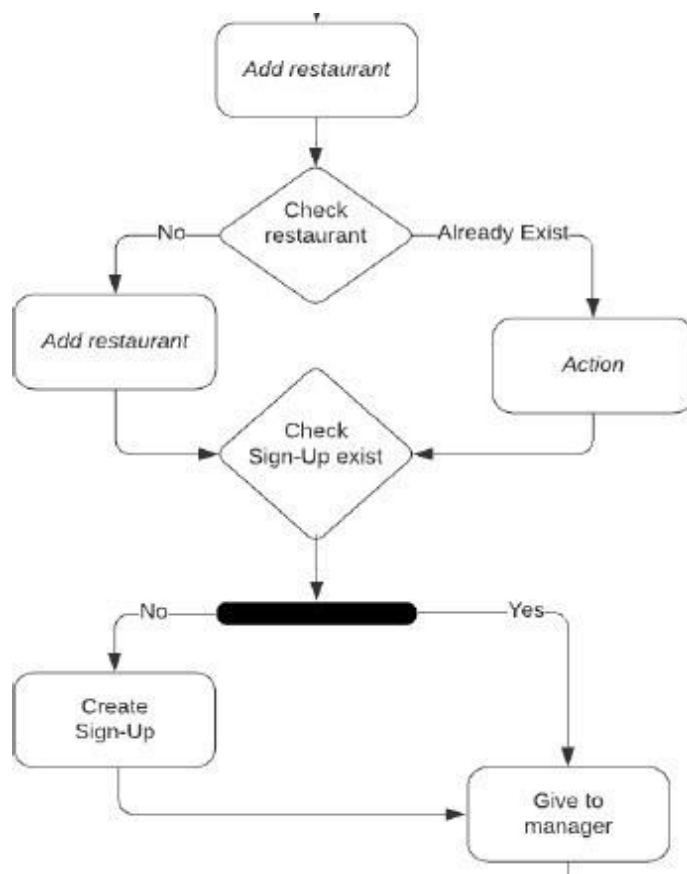 Add restaurant
Check
restaurant
No
Already Exist
Add restaurant
Action
Check
Sign-Up exist
No
Yes
Create
Sign-Up
Give to
manager